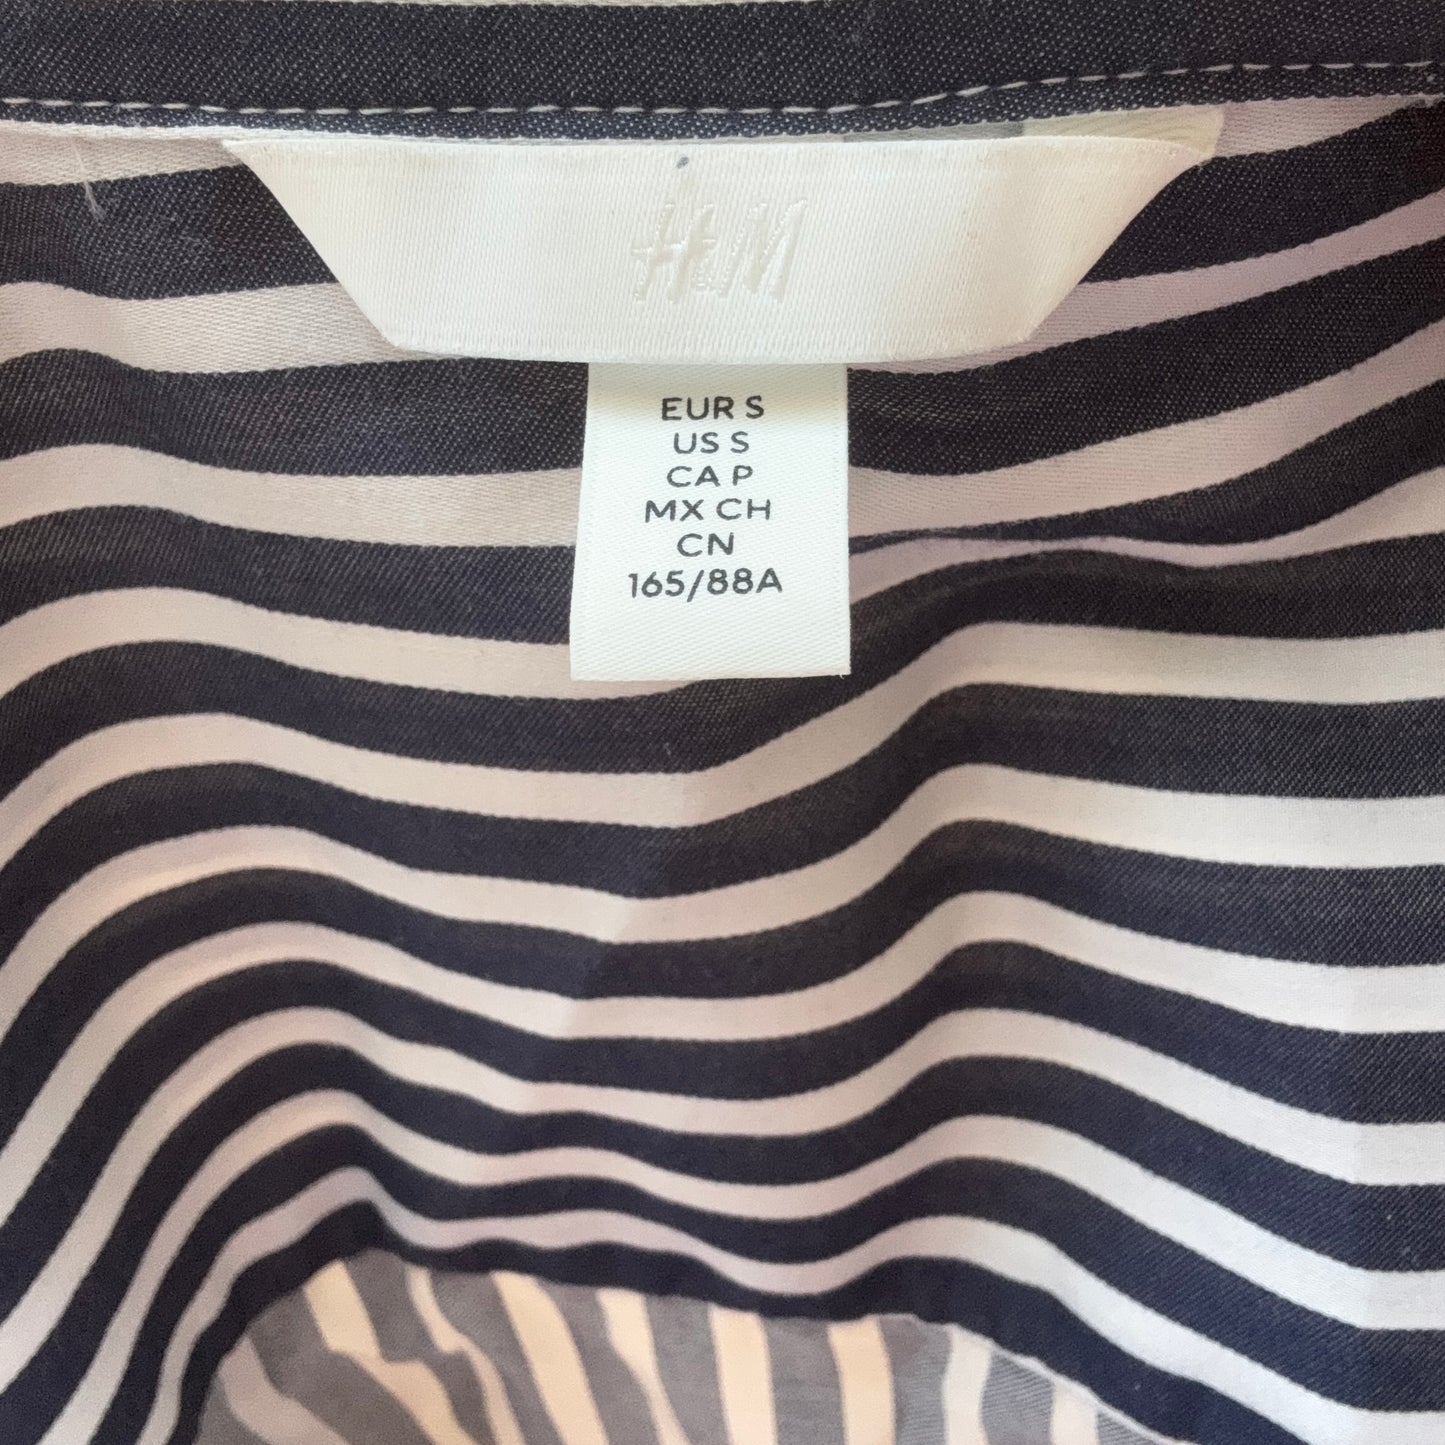 H&M
EUR S
US S
CA P
MX CH
CN
165/88A